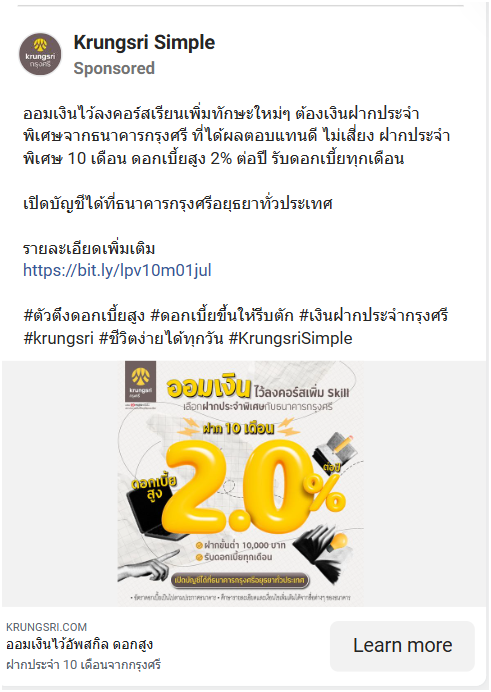 Krungsri Simple
Sponsored
krungsri
กรุงศรี
ออมเงินไว้ลงคอร์สเรียนเพิ่มทักษะใหม่ๆ ต้องเงินฝากประจำ
พิเศษจากธนาคารกรุงศรี ที่ได้ผลตอบแทนดี ไม่เสี่ยง ฝากประจำ
พิเศษ 10 เดือน ดอกเบี้ยสูง 2% ต่อปี รับดอกเบี้ยทุกเดือน
เปิดบัญชีได้ที่ธนาคารกรุงศรีอยุธยาทั่วประเทศ
รายละเอียดเพิ่มเติม
https://bit.ly/lpv10m01jul
#ตัวตึงดอกเบี้ยสูง #ดอกเบี้ยขึ้นให้รีบตัก #เงินฝากประจำกรุงศรี
#krungsri #ชีวิตง่ายได้ทุกวัน #KrungsriSimple
krungsri
กรุงศรี
ออมเงิน ไว้ลงคอร์สเพิ่ม Skill
เลือกฝากประจำพิเศษกับธนาคารกรุงศรี
ฝาก 10 เดือน
ดอกเบี้ย
สูง
2.0%
ต่อปี
ฝากขั้นต่ำ 10,000 บาท
รับดอกเบี้ยทุกเดือน
เปิดบัญชีได้ที่ธนาคารกรุงศรีอยุธยาทั่วประเทศ
KRUNGSRI.COM
ออมเงินไว้อัพสกิล ดอกสูง
ฝากประจำ 10 เดือนจากกรุงศรี
Learn more